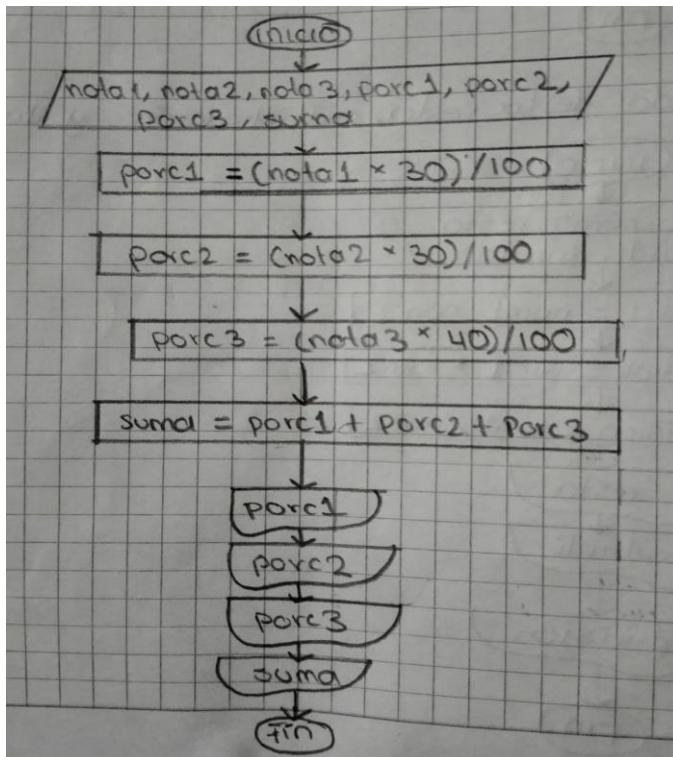 inicio
nota1, nota2, nota3, porc1, porc2,
porc3, suma
porc1 = (nota1 * 30)/100
porc2 = (nota2 * 30)/100
porc3 = (nota3 * 40)/100
suma = porc1 + porc2 + porc3
porc1
porc2
porc3
suma
Fin